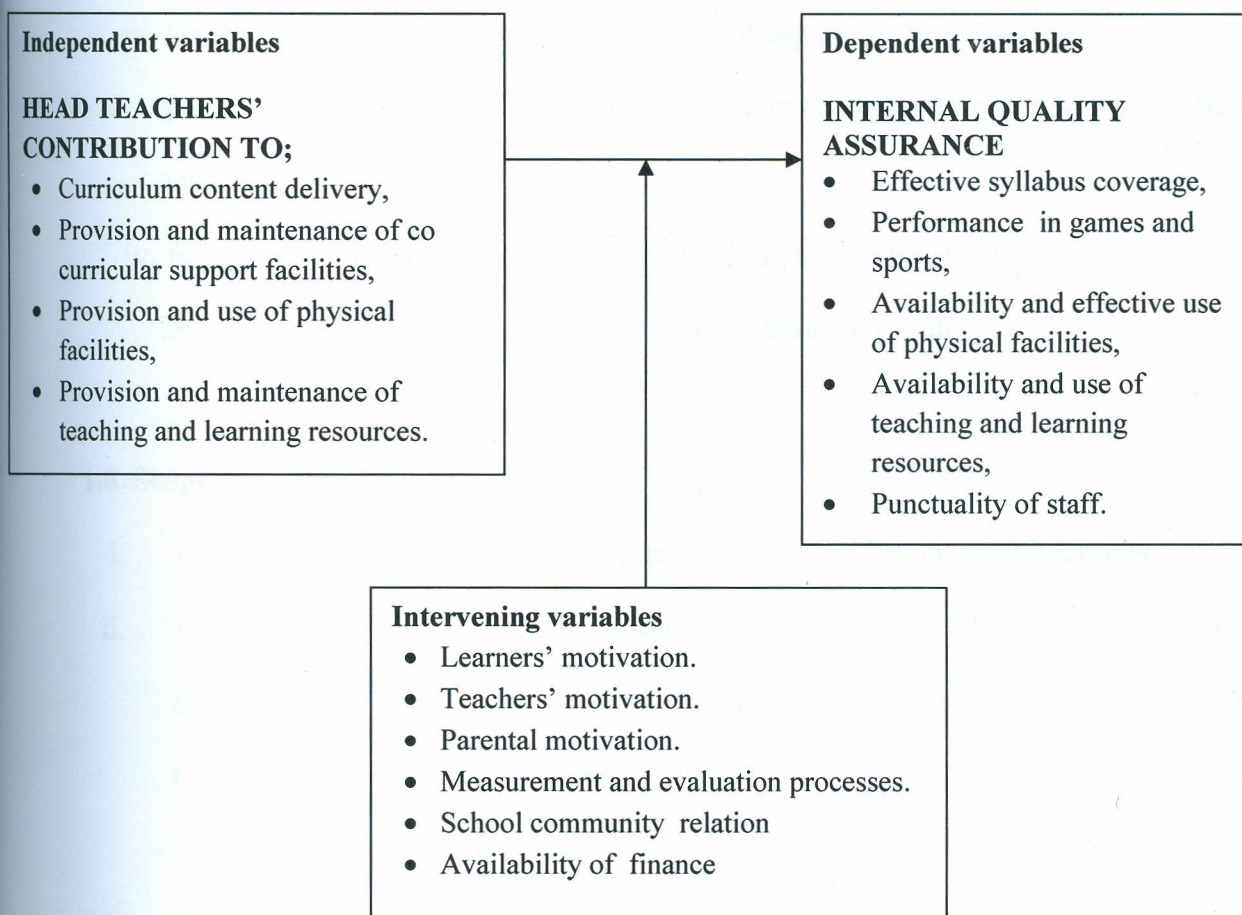 Independent variables
HEAD TEACHERS’
CONTRIBUTION TO;
• Curriculum content delivery,
• Provision and maintenance of co
curricular support facilities,
• Provision and use of physical
facilities,
• Provision and maintenance of
teaching and learning resources.
Dependent variables
INTERNAL QUALITY
ASSURANCE
• Effective syllabus coverage,
• Performance in games and
sports,
• Availability and effective use
of physical facilities,
• Availability and use of
teaching and learning
resources,
• Punctuality of staff.
Intervening variables
• Learners’ motivation.
• Teachers’ motivation.
• Parental motivation.
• Measurement and evaluation processes.
• School community relation
• Availability of finance